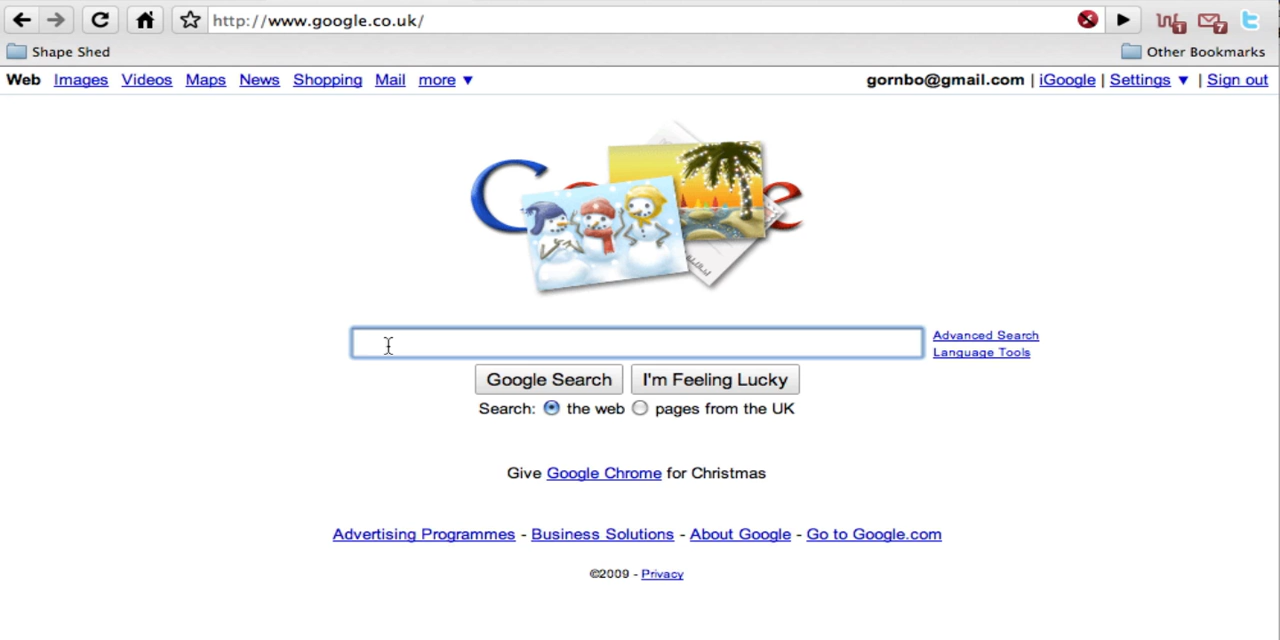 http://www.google.co.uk/
1
7
Shape Shed
Other Bookmarks
Web Images Videos Maps News Shopping Mail more ▼
gornbo@gmail.com | iGoogle | Settings ▼ | Sign out
G e
Advanced Search
Language Tools
Google Search
I'm Feeling Lucky
Search: the web pages from the UK
Give Google Chrome for Christmas
Advertising Programmes - Business Solutions - About Google - Go to Google.com
©2009 - Privacy